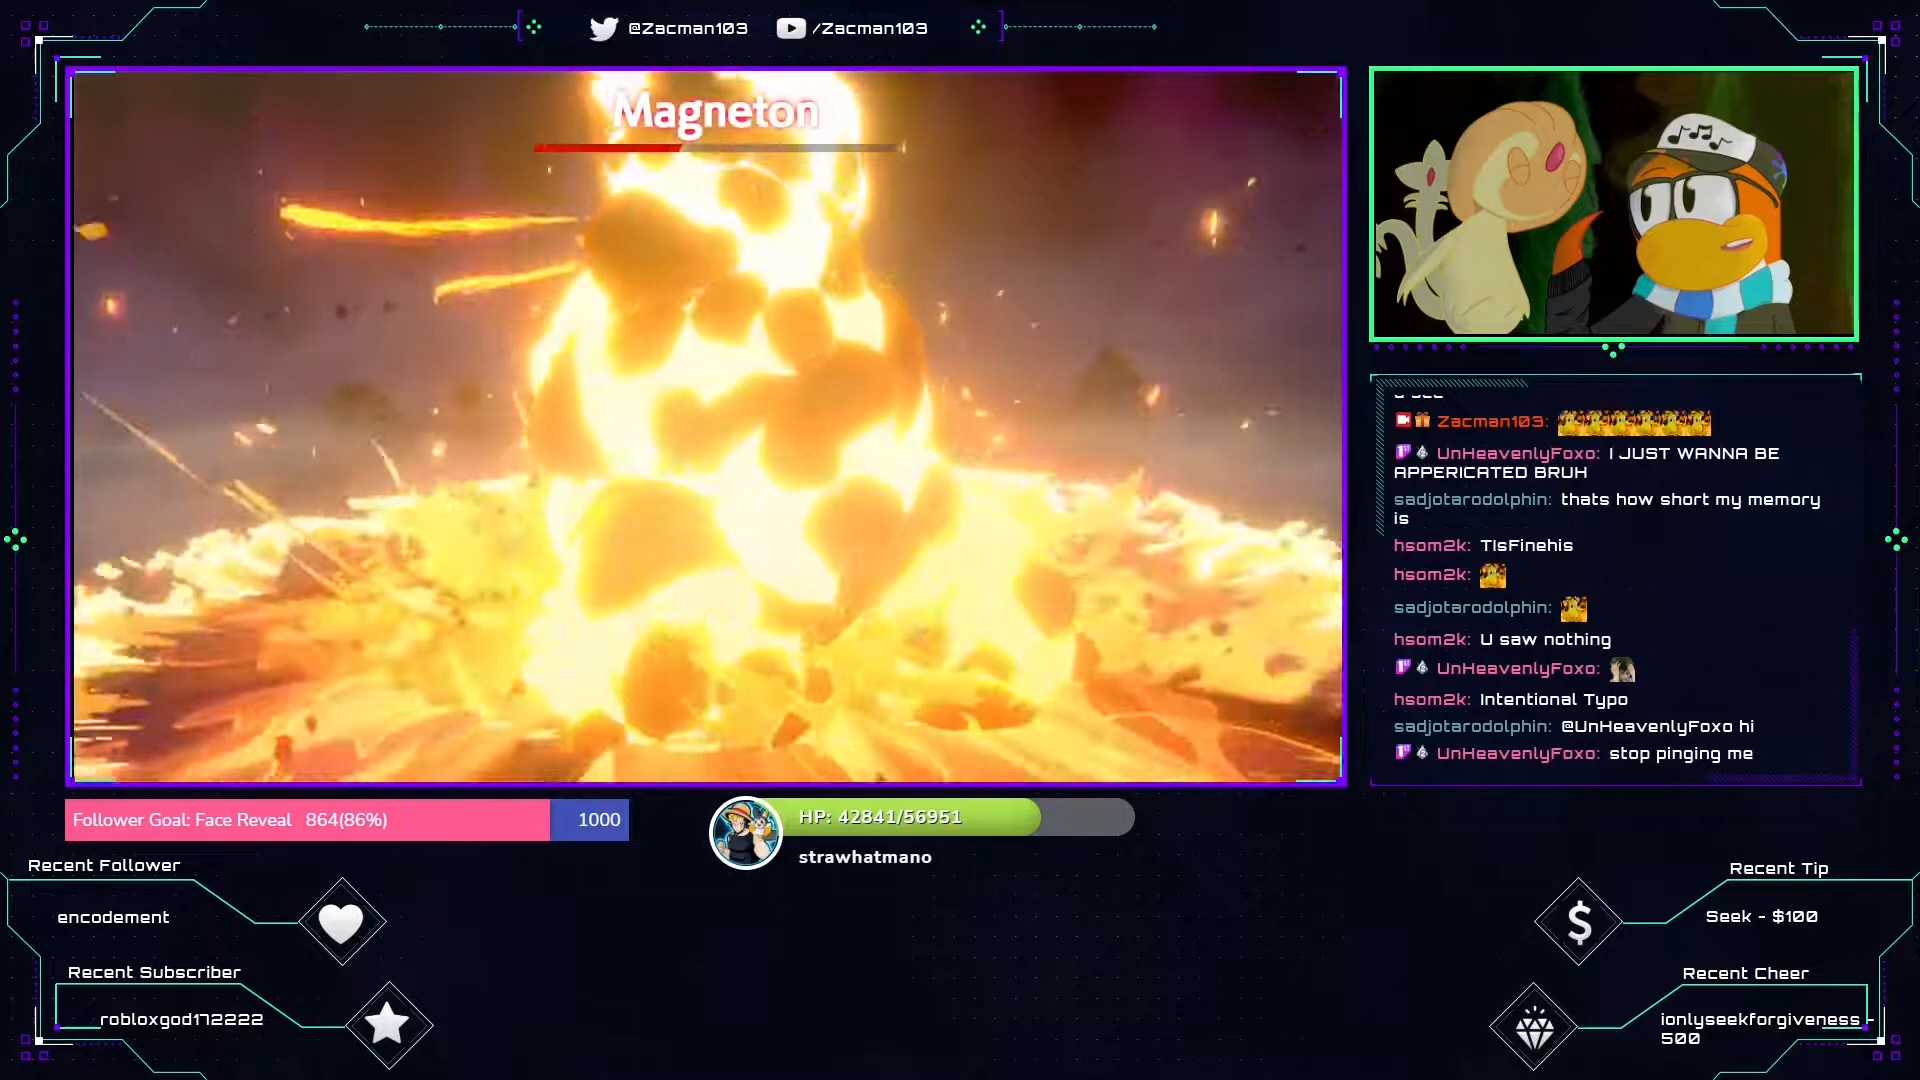 @Zacman103 /Zacman103
Magneton
Zacman103:
UnHeavenlyFoxo: I JUST WANNA BE
APPERICATED BRUH
sadjotarodolphin: thats how short my memory
is
hsom2k: TIsFinehis
hsom2k:
sadjotarodolphin:
hsom2k: U saw nothing
UnHeavenlyFoxo:
hsom2k: Intentional Typo
sadjotarodolphin: @UnHeavenlyFoxo hi
UnHeavenlyFoxo: stop pinging me
Follower Goal: Face Reveal 864(86%) 1000
HP: 42841/56951
strawhatmano
Recent Follower
encodement
Recent Subscriber
robloxgod172222
Recent Tip
Seek - $100
Recent Cheer
ionlyseekforgiveness -
500